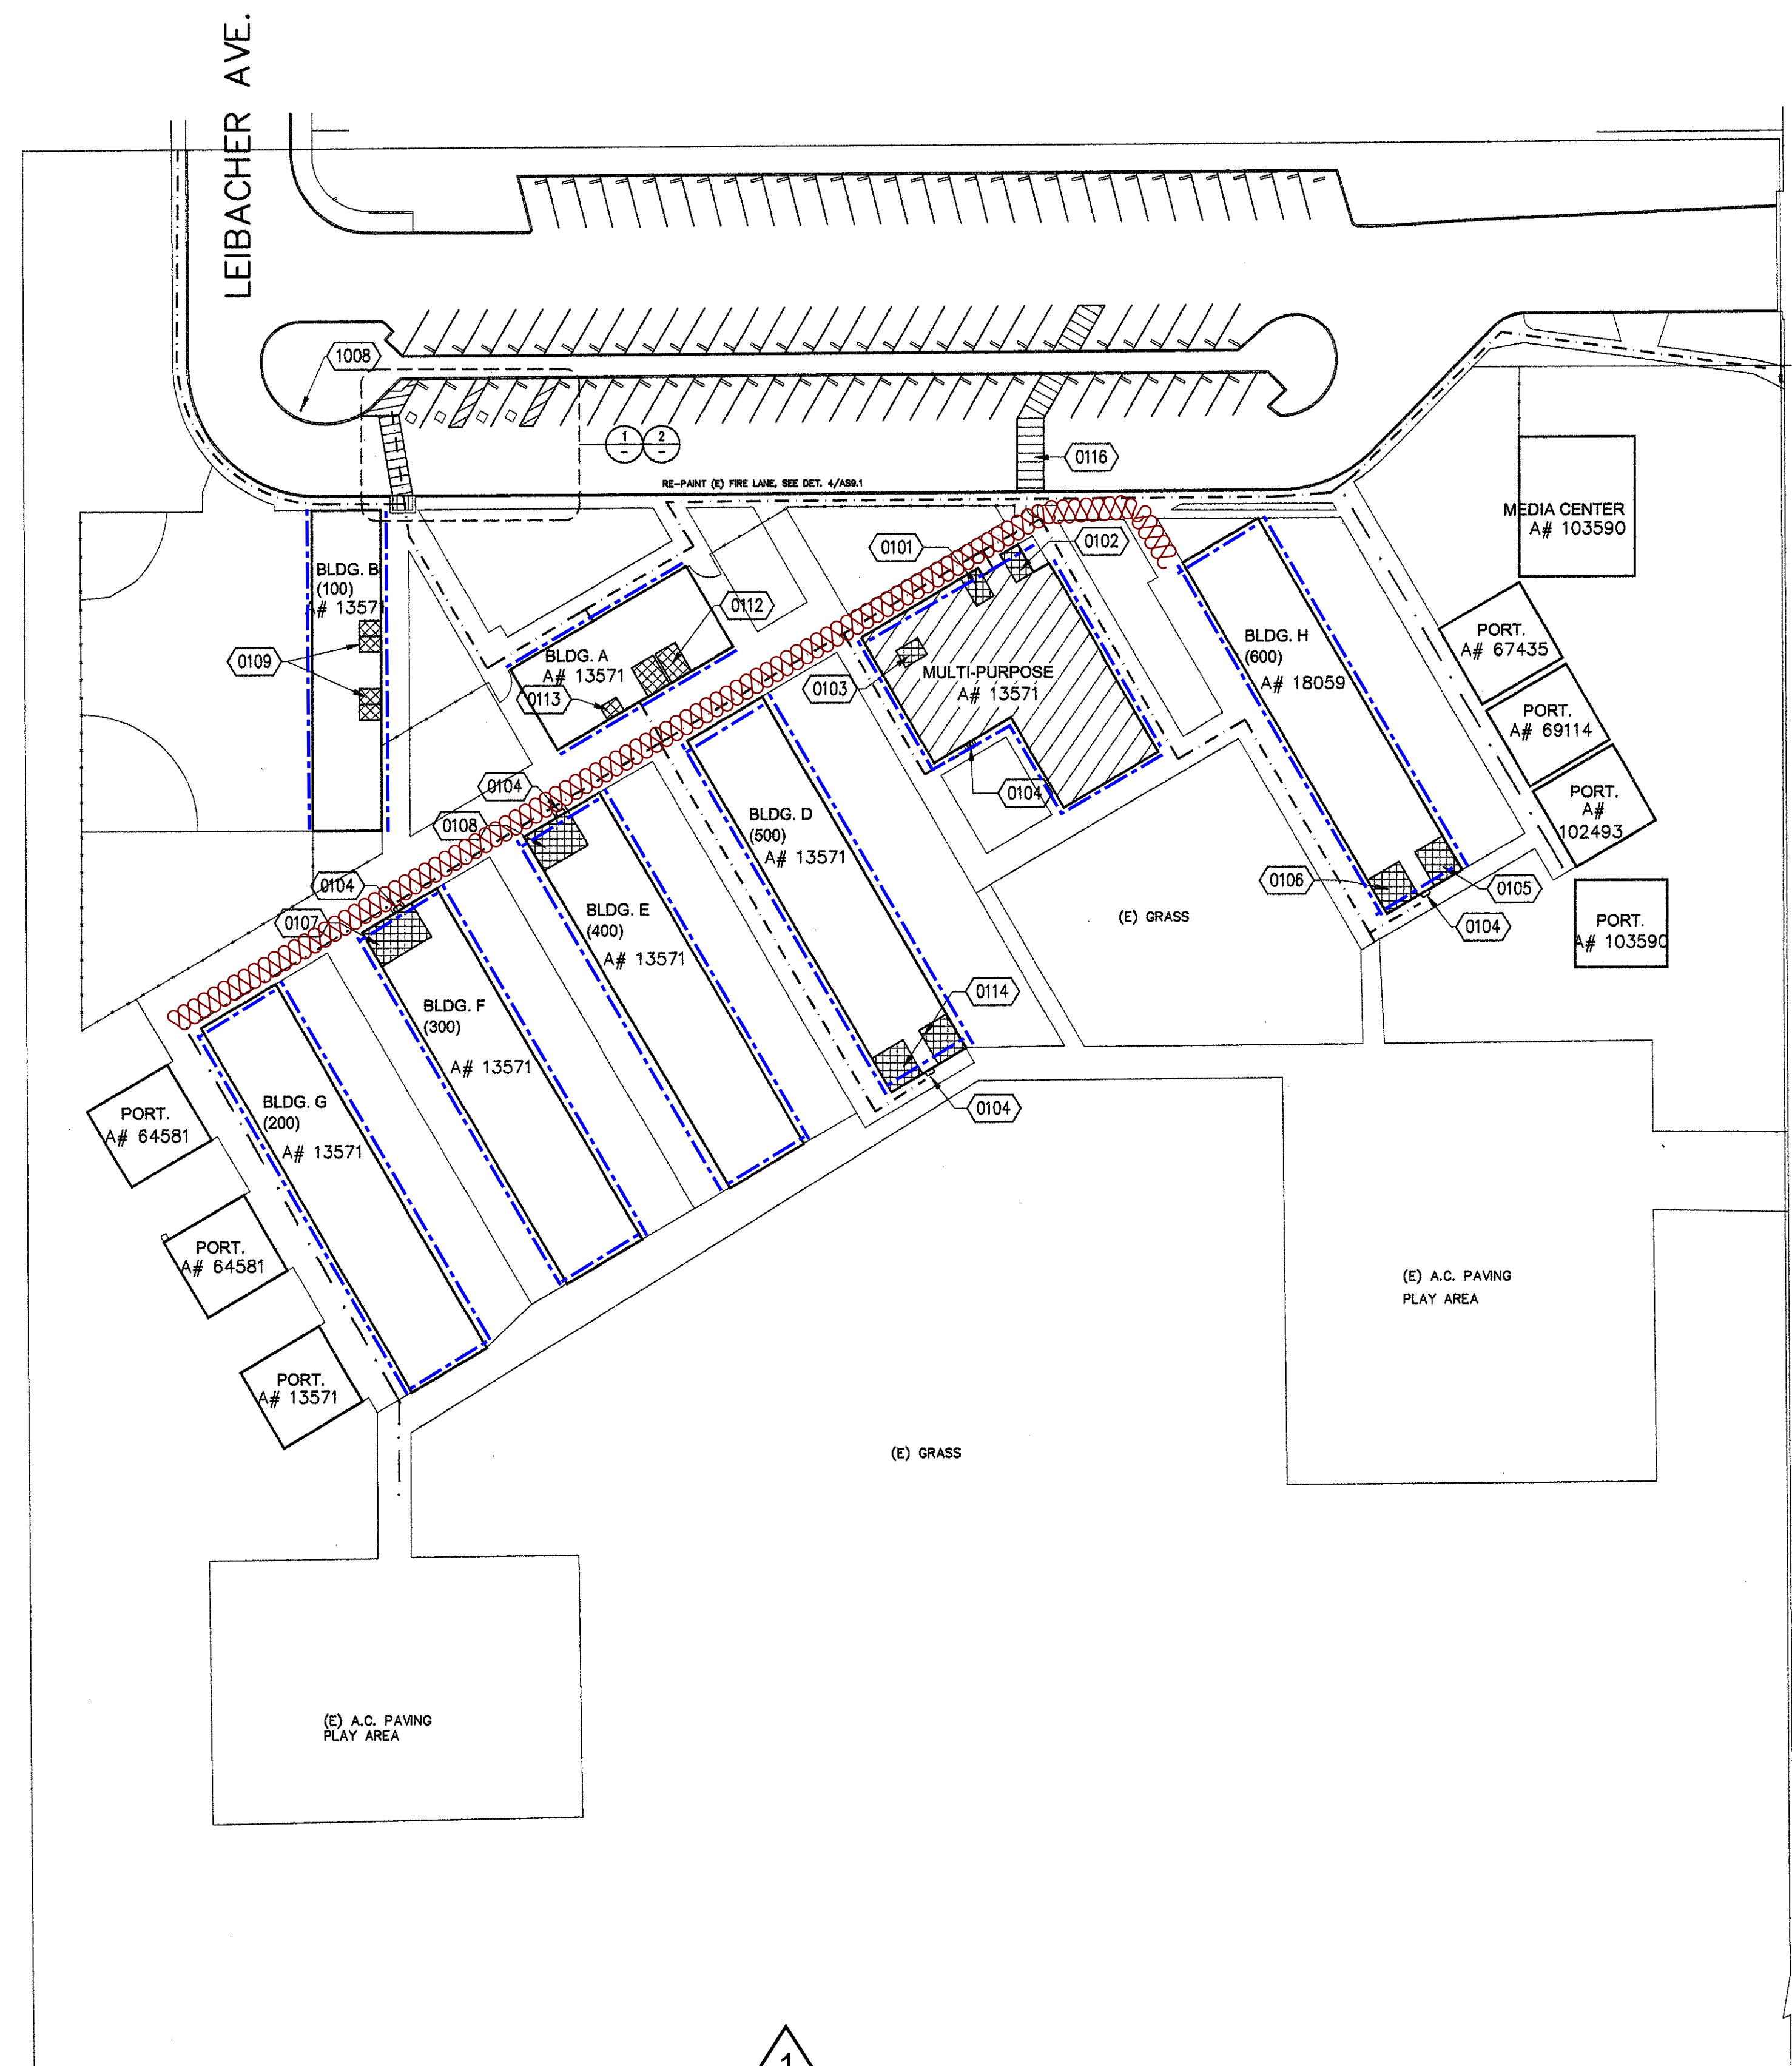 LEIBACHER AVE.
1008
1
-
2
-
0116
RE-PAINT (E) FIRE LANE, SEE DET. 4/AS9.1
MEDIA CENTER
A# 103590
0101
0102
BLDG. B
(100)
A# 13571
0109
BLDG. A
A# 13571
0112
0113
0103
MULTI-PURPOSE
A# 13571
0104
BLDG. H
(600)
A# 18059
PORT.
A# 67435
PORT.
A# 69114
PORT.
A#
102493
0104
0108
BLDG. D
(500)
A# 13571
0104
0107
BLDG. E
(400)
A# 13571
(E) GRASS
0106
0105
0104
PORT.
A# 103590
BLDG. F
(300)
A# 13571
0114
0104
BLDG. G
(200)
A# 13571
PORT.
A# 64581
PORT.
A# 64581
PORT.
A# 13571
(E) A.C. PAVING
PLAY AREA
(E) GRASS
(E) A.C. PAVING
PLAY AREA
1